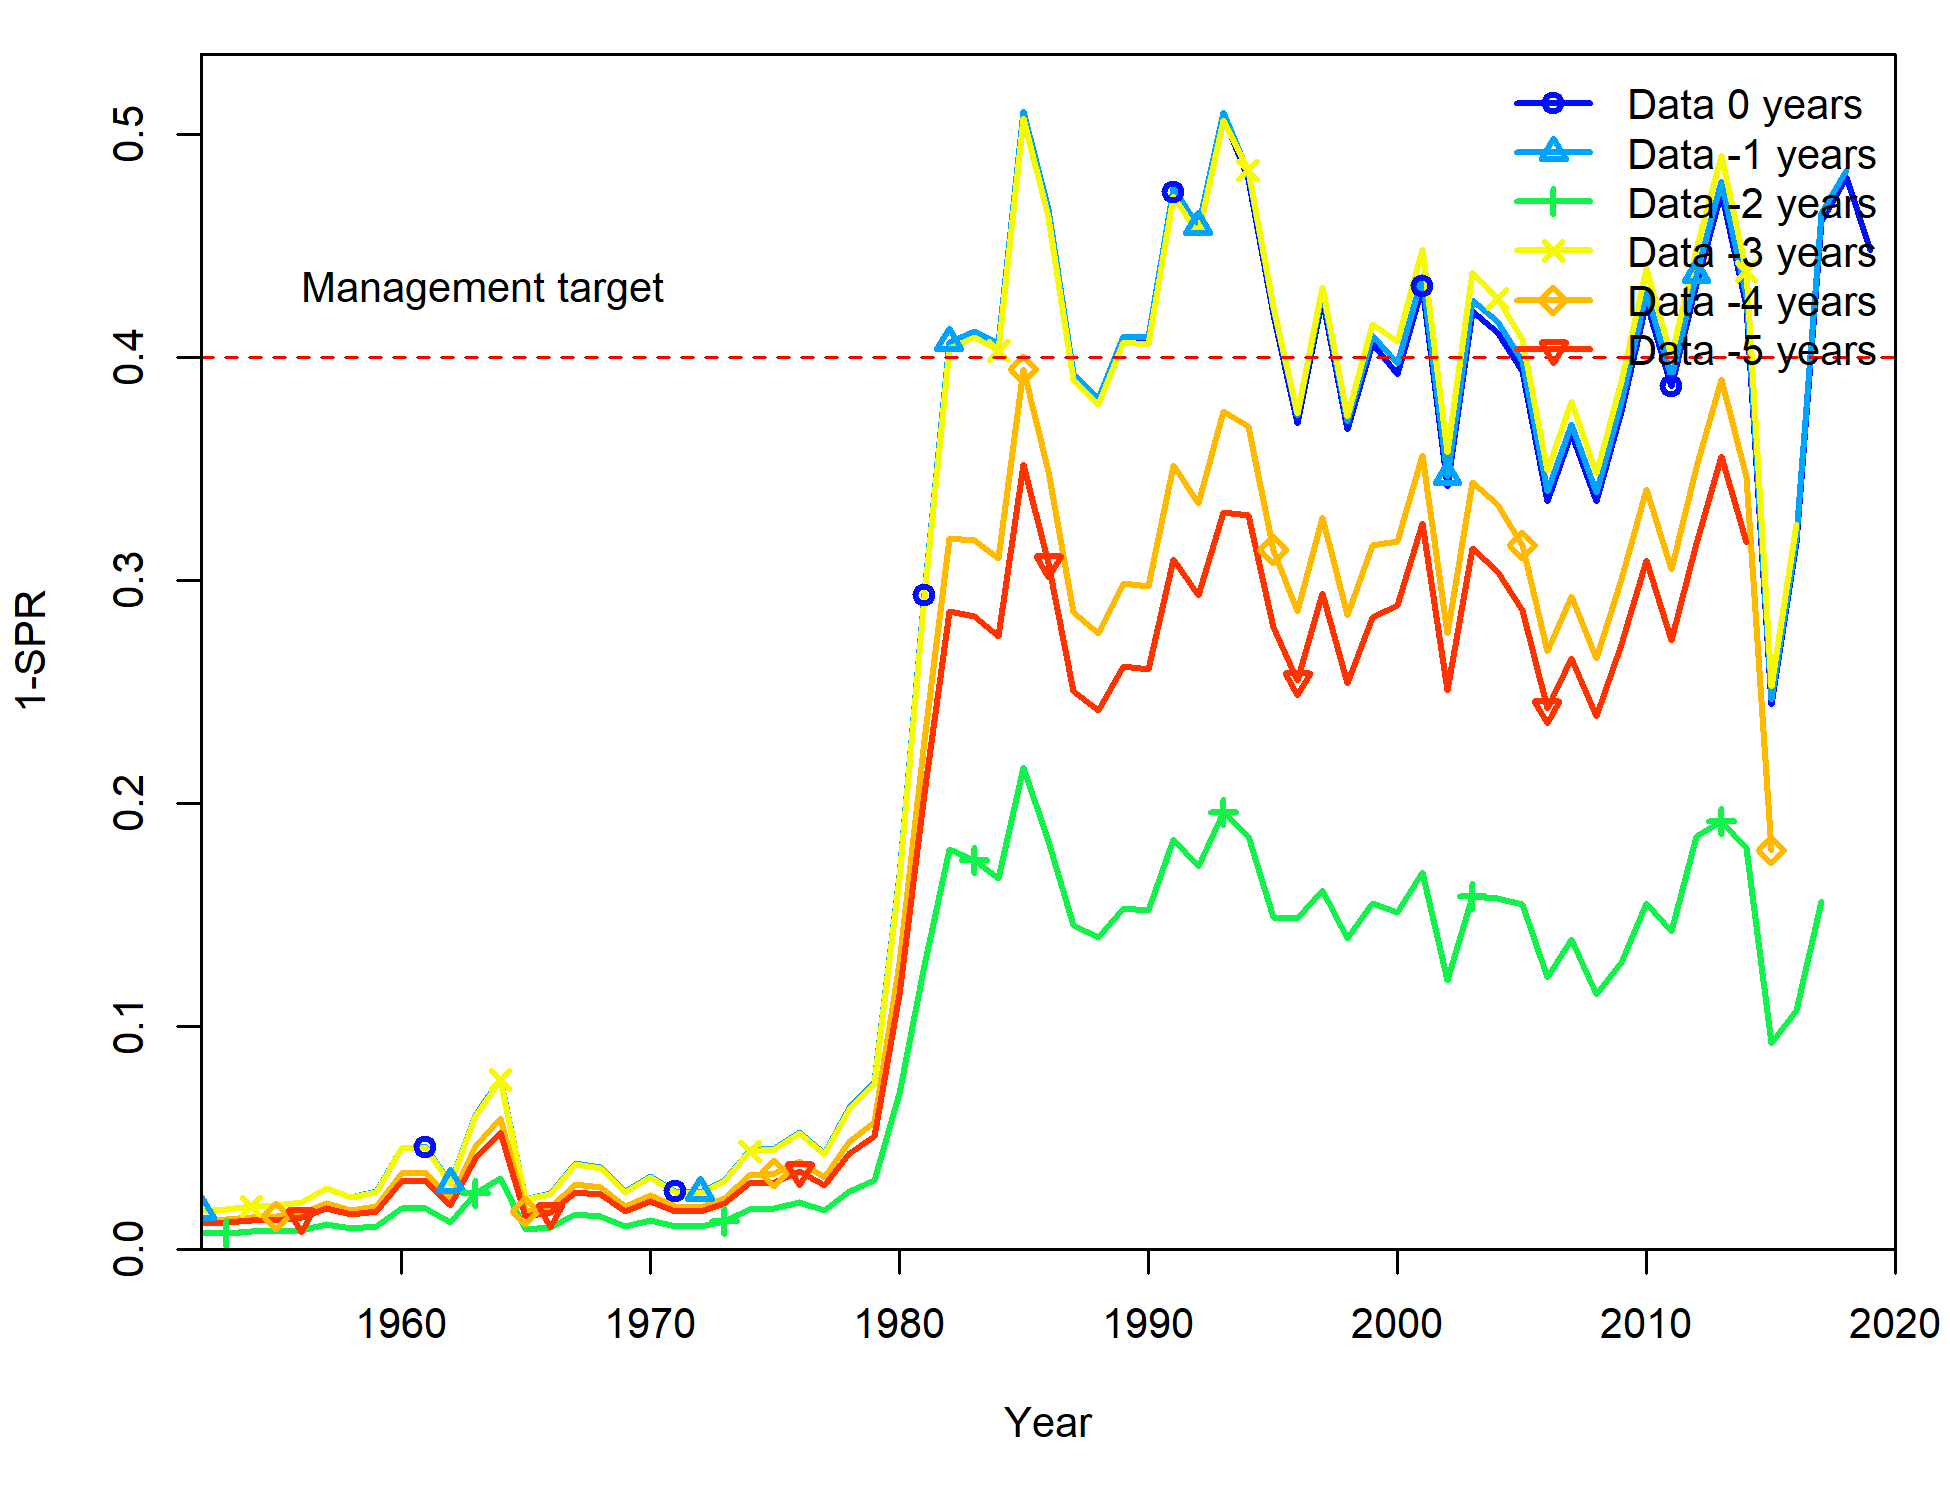 Data 0 years
Data -1 years
Data -2 years
Data -3 years
Data -4 years
Data -5 years
Management target
1-SPR
0.5
0.4
0.3
0.2
0.1
0.0
1960 1970 1980 1990 2000 2010 2020
Year